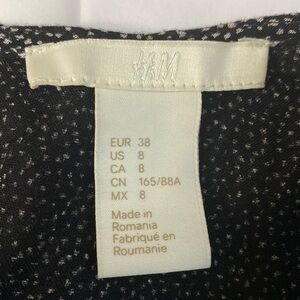 H&M
EUR 38
US 8
CA 8
CN 165/88A
MX 8
Made in
Romania
Fabriqué en
Roumanie